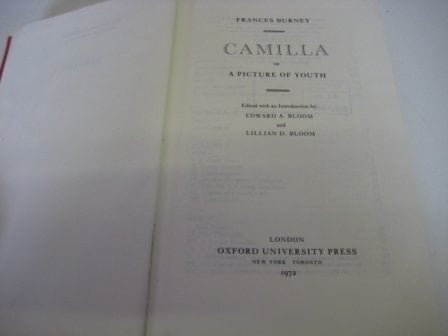 FRANCES BURNEY
CAMILLA
OR
A PICTURE OF YOUTH
Edited with an Introduction by
EDWARD A. BLOOM
and
LILLIAN D. BLOOM
LONDON
OXFORD UNIVERSITY PRESS
NEW YORK TORONTO
1972